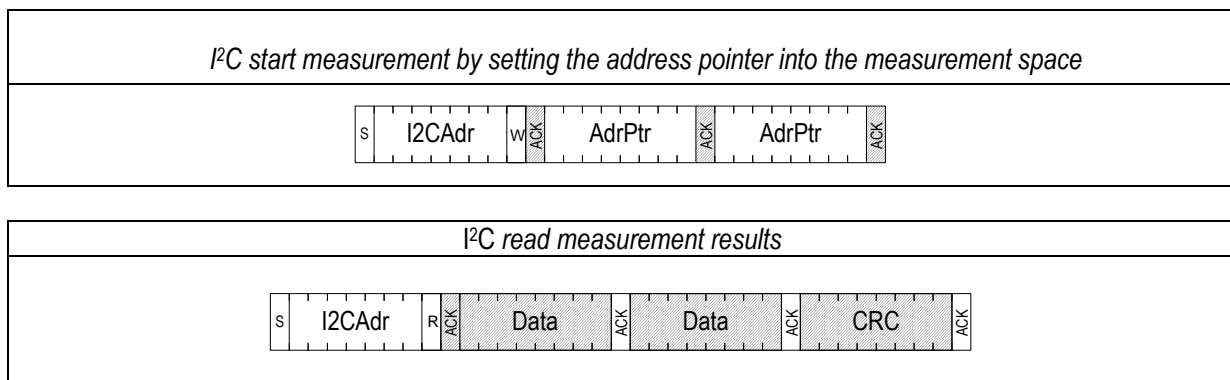 I²C start measurement by setting the address pointer into the measurement space
S I2CAdr W ACK AdrPtr ACK AdrPtr ACK
I²C read measurement results
S I2CAdr R ACK Data ACK Data ACK CRC ACK